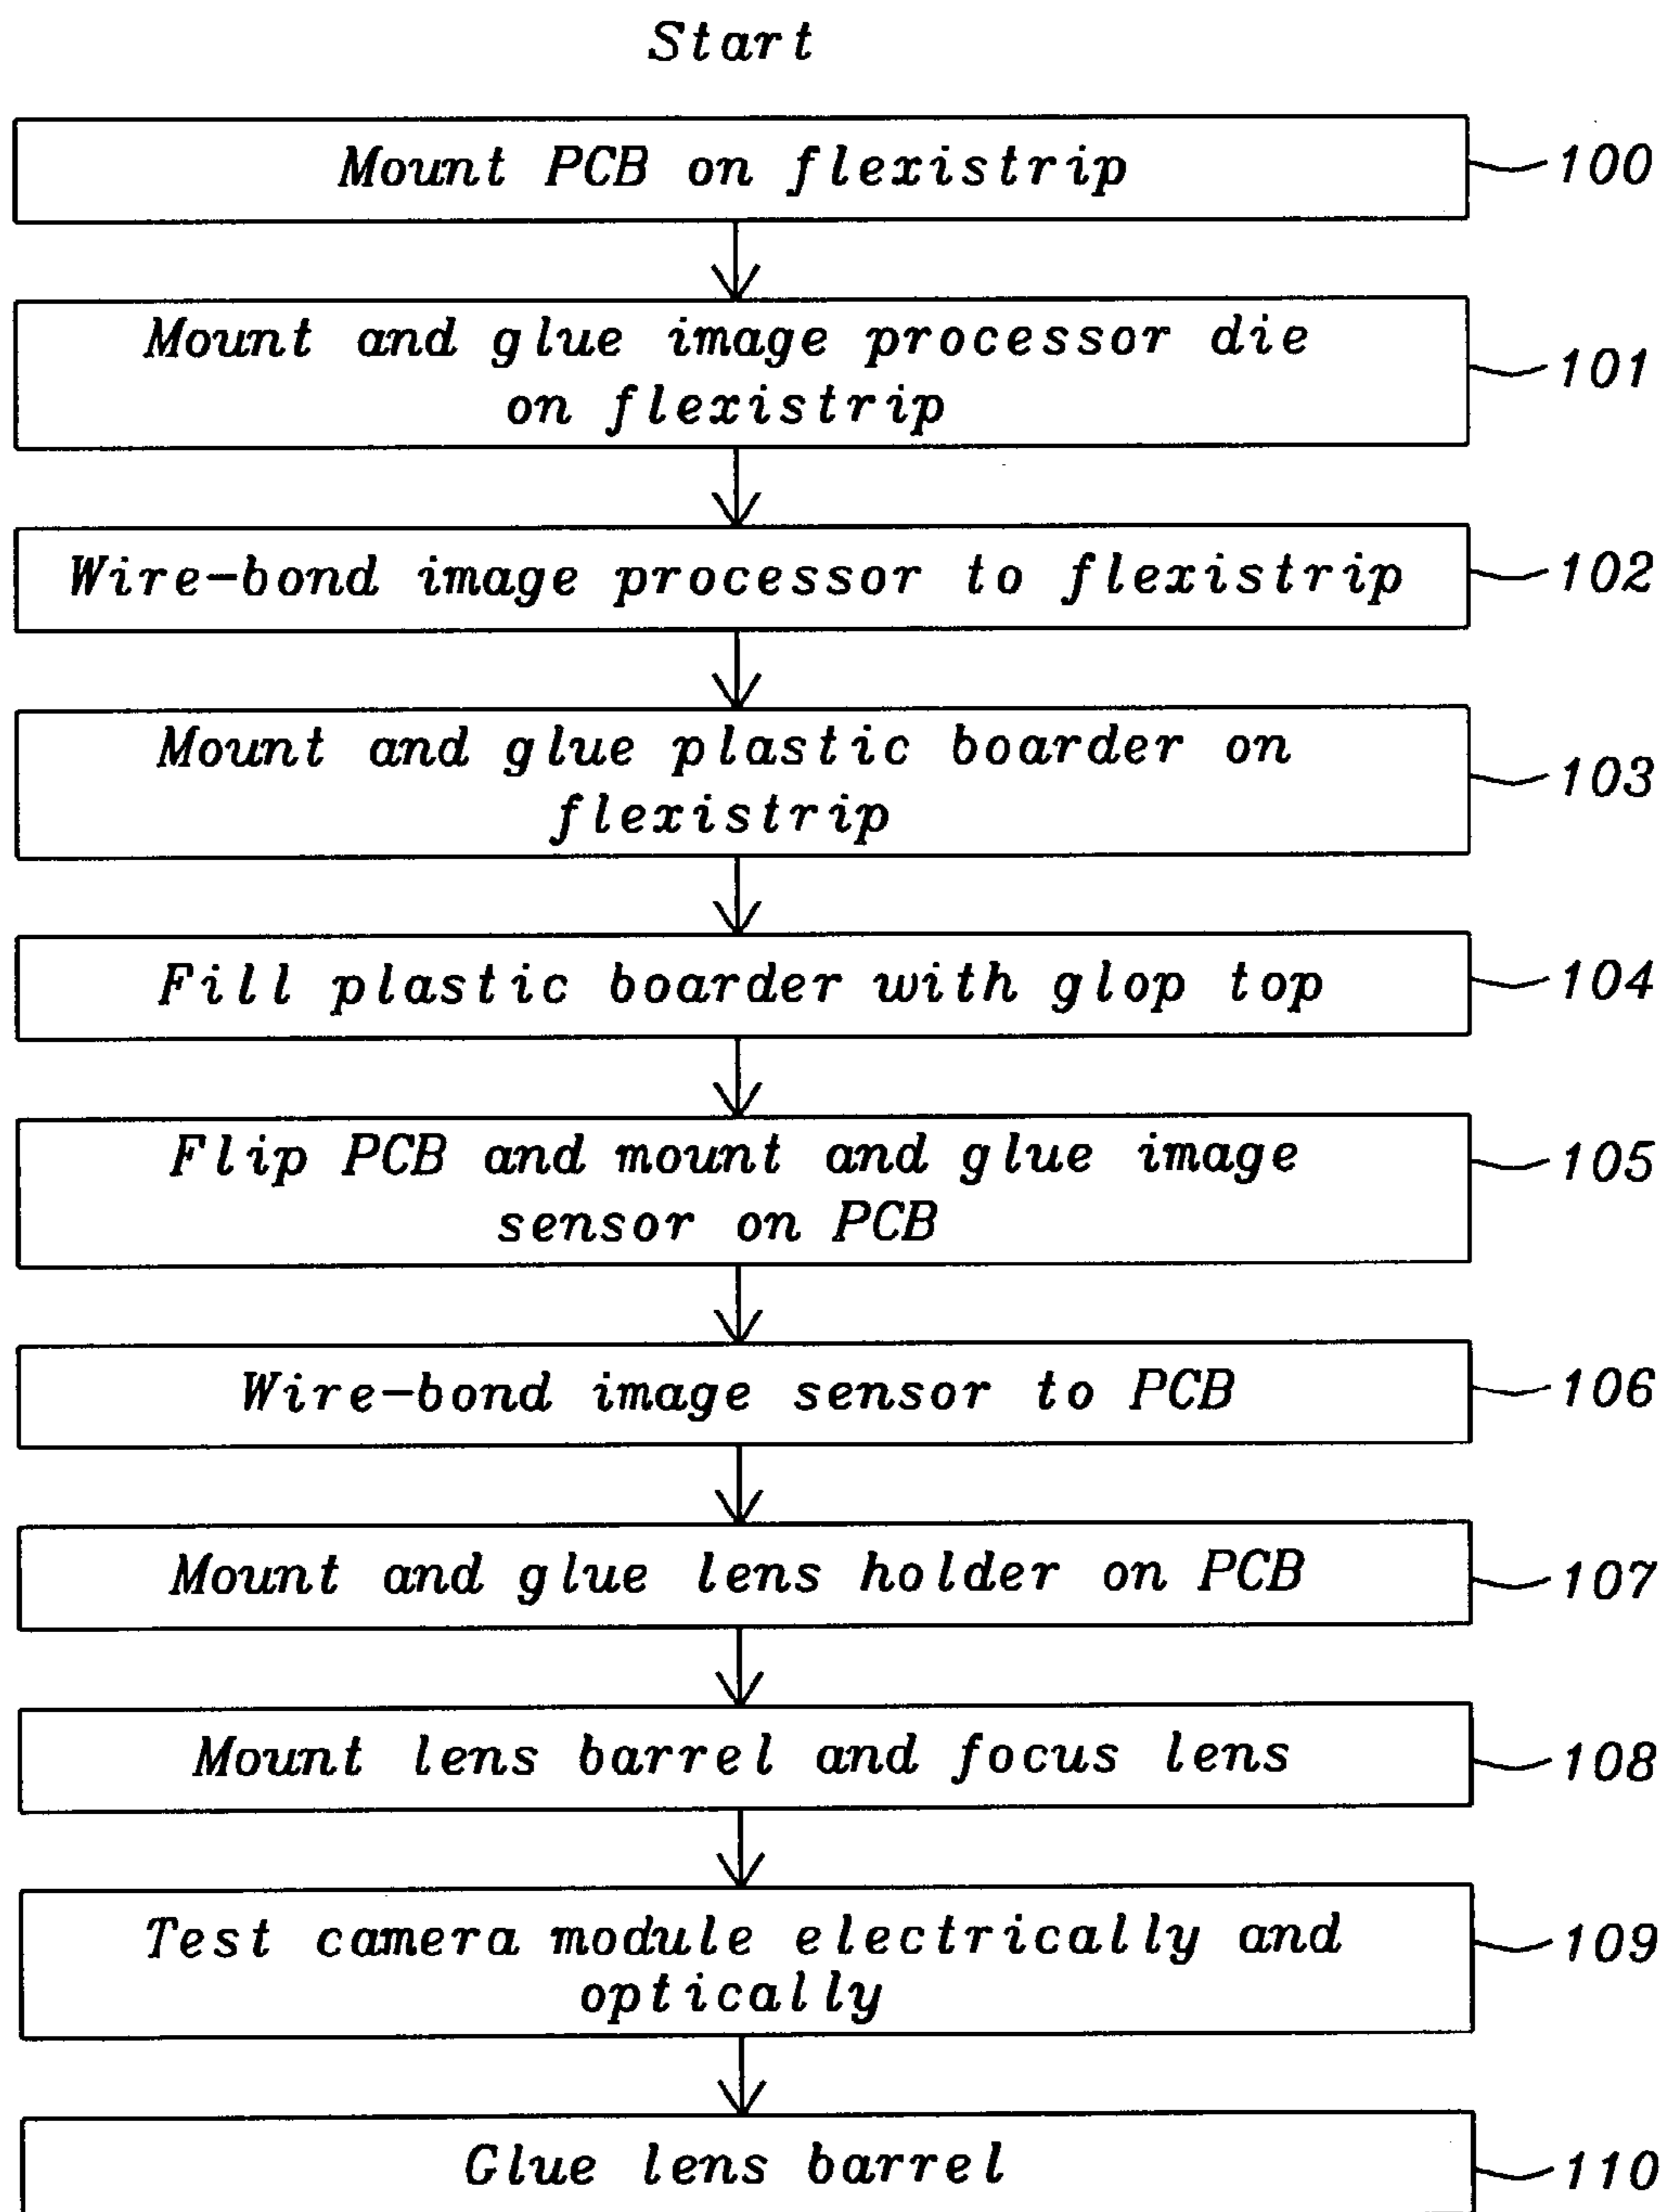 Start
Mount PCB on flexistrip
100
Mount and glue image processor die
on flexistrip
101
Wire-bond image processor to flexistrip
102
Mount and glue plastic boarder on
flexistrip
103
Fill plastic boarder with glop top
104
Flip PCB and mount and glue image
sensor on PCB
105
Wire-bond image sensor to PCB
106
Mount and glue lens holder on PCB
107
Mount lens barrel and focus lens
108
Test camera module electrically and
optically
109
Glue lens barrel
110